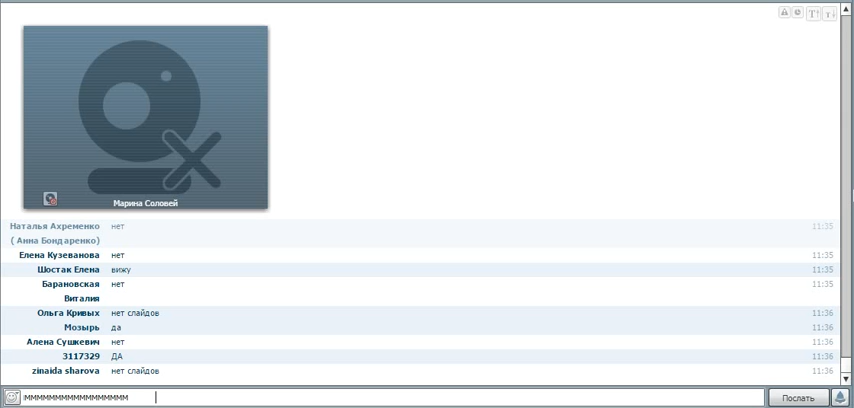 Марина Соловей
Наталья Ахременко нет 11:35
( Анна Бондаренко)
Елена Кузеванова нет 11:35
Шостак Елена вижу 11:35
Барановская нет 11:35
Виталия
Ольга Кривых нет слайдов 11:36
Мозырь да 11:36
Алена Сушкевич нет 11:36
3117329 ДА 11:36
zinaida sharova нет слайдов 11:36
Послать